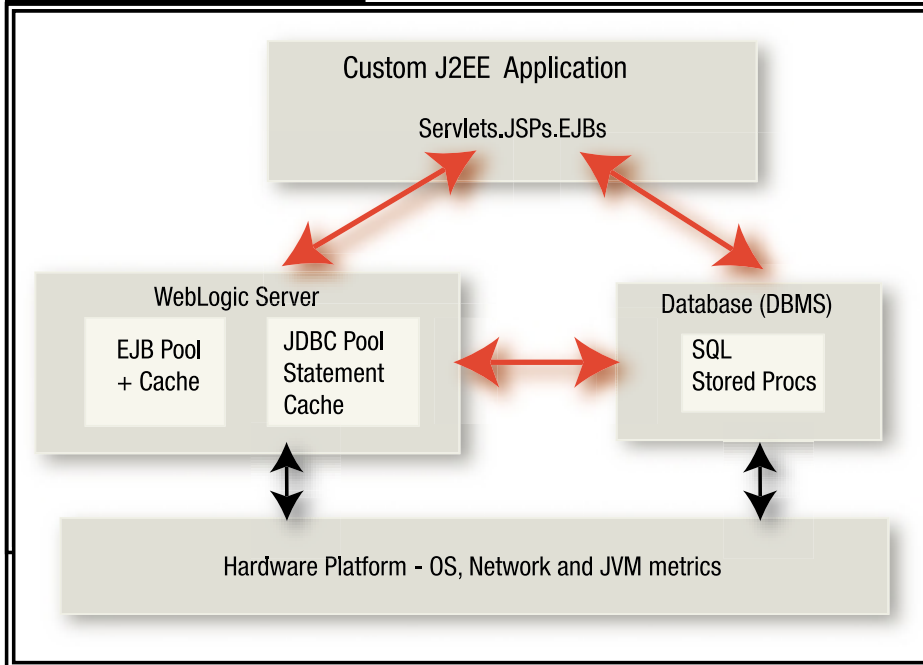 Custom J2EE Application
Servlets.JSPs.EJBs
WebLogic Server
EJB Pool
+ Cache
JDBC Pool
Statement
Cache
Database (DBMS)
SQL
Stored Procs
Hardware Platform - OS, Network and JVM metrics